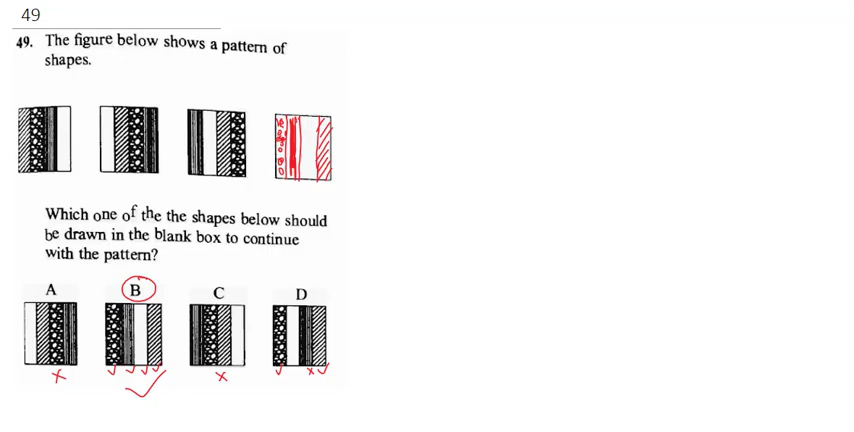 49
49. The figure below shows a pattern of
shapes.
Which one of the the shapes below should
be drawn in the blank box to continue
with the pattern?
A B C D